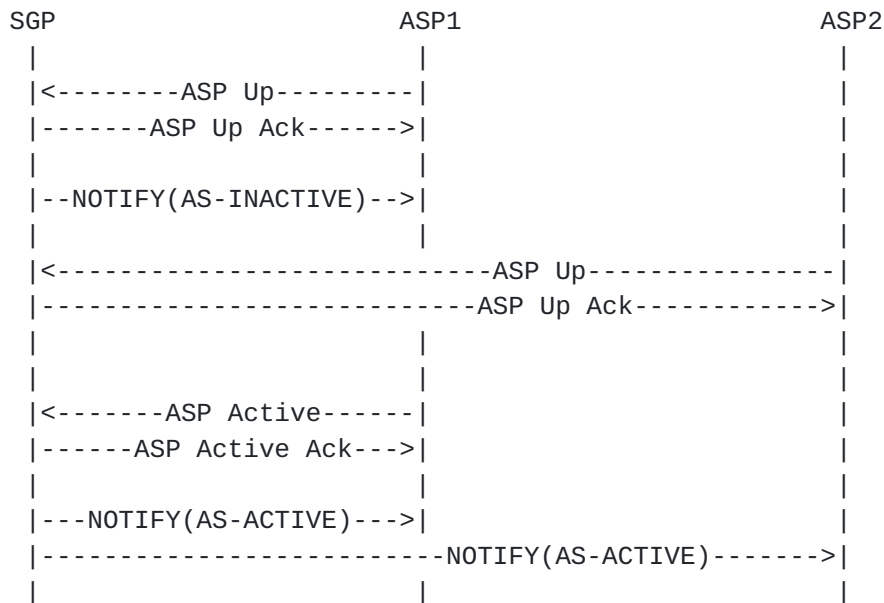 SGP                     ASP1                    ASP2
 |                       |                        |
 |<--------ASP Up---------|                        |
 |-------ASP Up Ack------>|                        |
 |                       |                        |
 |--NOTIFY(AS-INACTIVE)-->|                        |
 |                       |                        |
 |<----------------------------ASP Up---------------|
 |---------------------------ASP Up Ack------------>|
 |                       |                        |
 |                       |                        |
 |<-------ASP Active------|                        |
 |------ASP Active Ack--->|                        |
 |                       |                        |
 |---NOTIFY(AS-ACTIVE)--->|                        |
 |-------------------------NOTIFY(AS-ACTIVE)------->|
 |                       |                        |